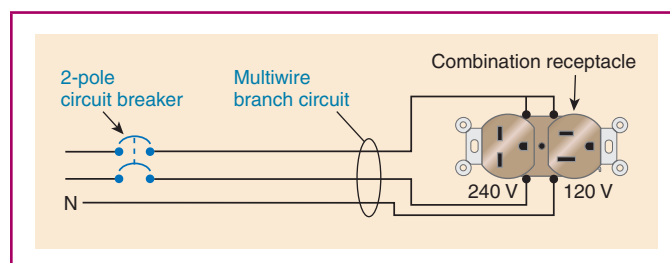 2-pole
circuit breaker
Multiwire
branch circuit
Combination receptacle
N
240 V
120 V